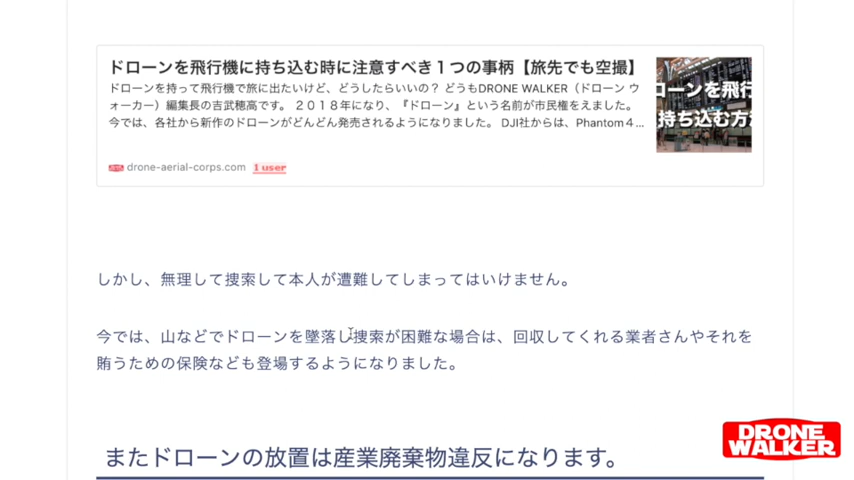 ドローンを飛行機に持ち込む時に注意すべき１つの事柄【旅先でも空撮】
ドローンを持って飛行機で旅に出たいけど、どうしたらいいの？ どうもDRONE WALKER（ドローン ウ
ォーカー）編集長の吉武穂高です。 ２０１８年になり、『ドローン』という名前が市民権をえました。
今では、各社から新作のドローンがどんどん発売されるようになりました。 DJI社からは、Phantom４...
ローンを飛行
持ち込む方
drone-aerial-corps.com 1 user
しかし、無理して捜索して本人が遭難してしまってはいけません。
今では、山などでドローンを墜落し捜索が困難な場合は、回収してくれる業者さんやそれを
賄うための保険なども登場するようになりました。
DRONE
WALKER
またドローンの放置は産業廃棄物違反になります。